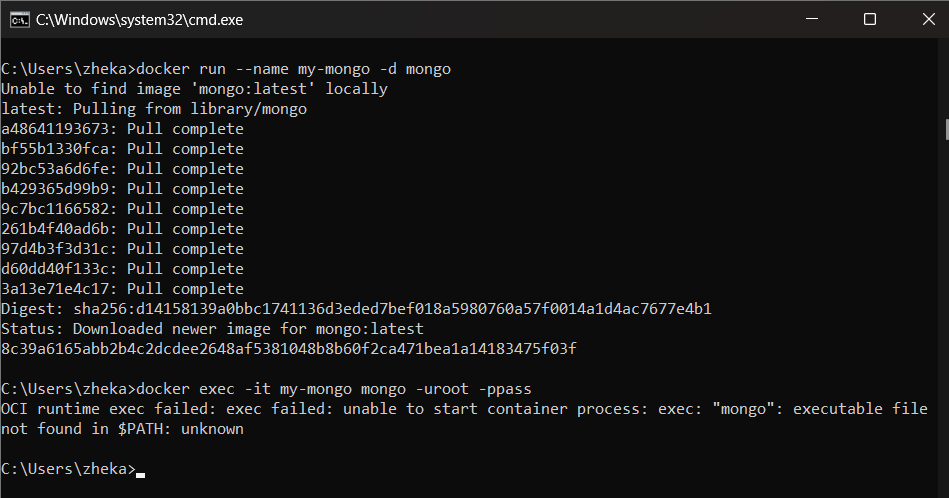 C:\Windows\system32\cmd.exe
C:\Users\zheka>docker run --name my-mongo -d mongo
Unable to find image 'mongo:latest' locally
latest: Pulling from library/mongo
a48641193673: Pull complete
bf55b1330fca: Pull complete
92bc53a6d6fe: Pull complete
b429365d99b9: Pull complete
9c7bc1166582: Pull complete
261b4f40ad6b: Pull complete
97d4b3f3d31c: Pull complete
d60dd40f133c: Pull complete
3a13e71e4c17: Pull complete
Digest: sha256:d14158139a0bbc1741136d3eded7bef018a5980760a57f0014a1d4ac7677e4b1
Status: Downloaded newer image for mongo:latest
8c39a6165abb2b4c2dcdee2648af5381048b8b60f2ca471bea1a14183475f03f
C:\Users\zheka>docker exec -it my-mongo mongo -uroot -ppass
OCI runtime exec failed: exec failed: unable to start container process: exec: "mongo": executable file
not found in $PATH: unknown
C:\Users\zheka>